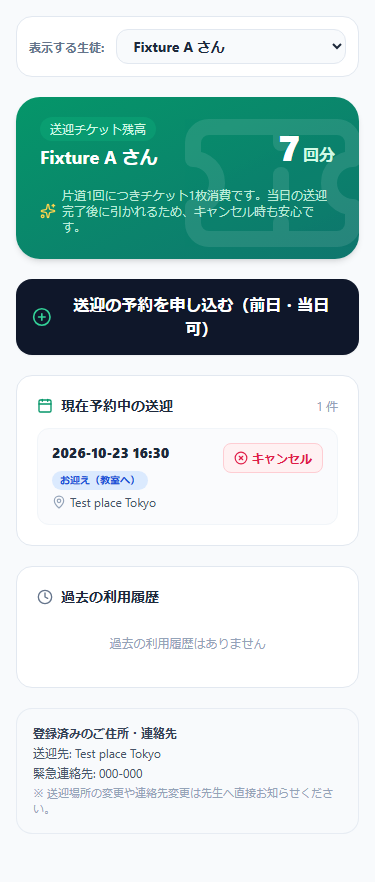 表示する生徒: Fixture A さん
送迎チケット残高
Fixture A さん
7 回分
片道1回につきチケット1枚消費です。当日の送迎
完了後に引かれるため、キャンセル時も安心で
す。
送迎の予約を申し込む（前日・当日
可）
現在予約中の送迎
1 件
2026-10-23 16:30
キャンセル
お迎え（教室へ）
Test place Tokyo
過去の利用履歴
過去の利用履歴はありません
登録済みのご住所・連絡先
送迎先: Test place Tokyo
緊急連絡先: 000-000
※ 送迎場所の変更や連絡先変更は先生へ直接お知らせくださ
い。